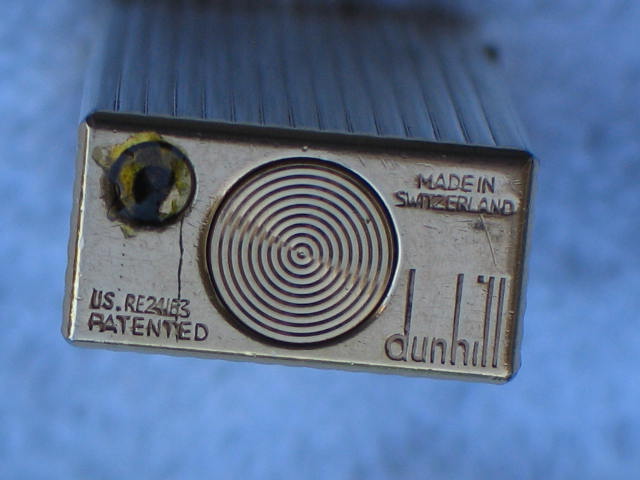 MADE IN
SWITZERLAND
US. RE24163
PATENTED
dunhill